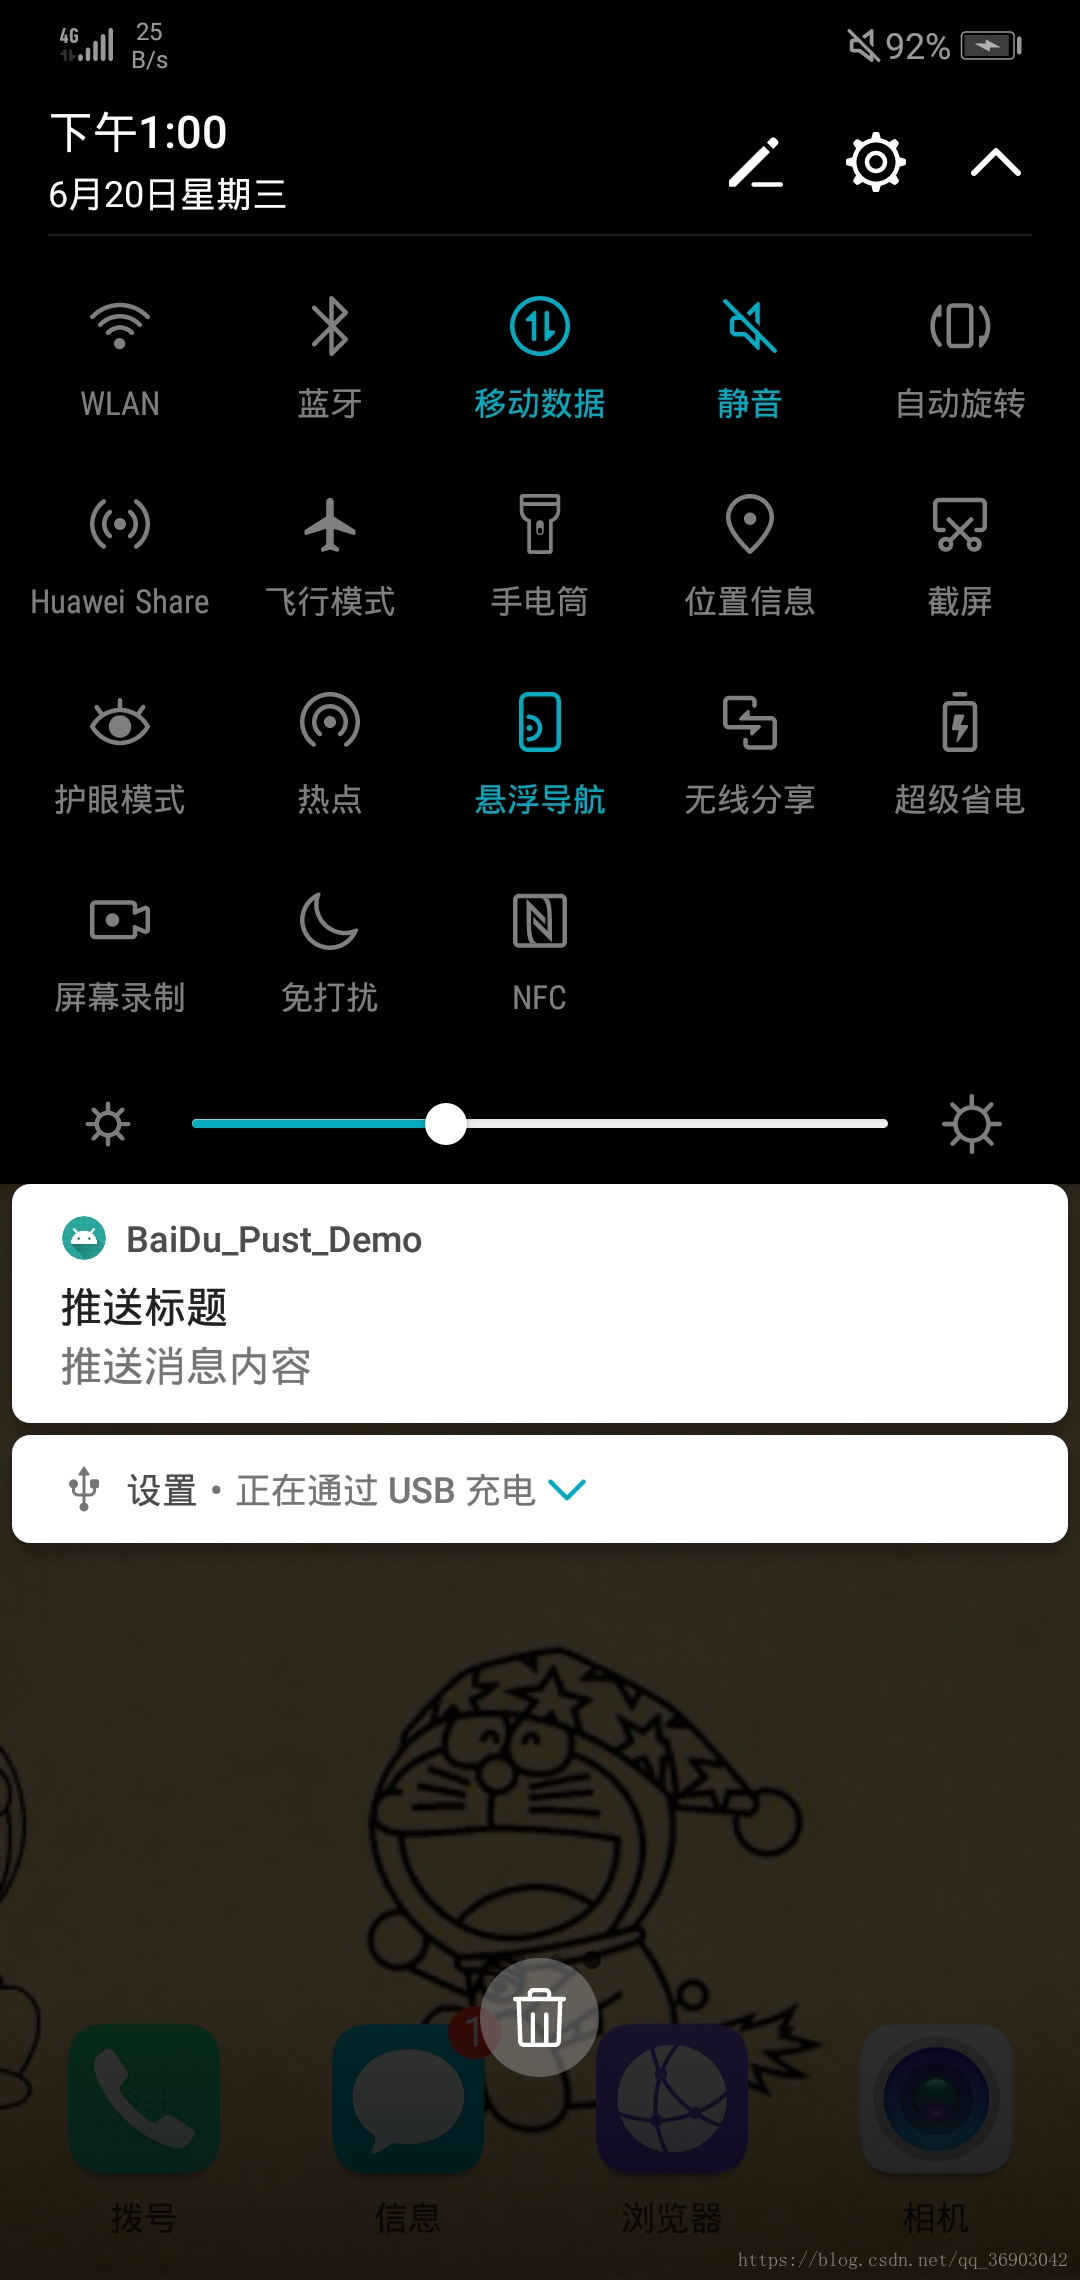 4G 25 B/s 92%
下午1:00
6月20日星期三
WLAN 蓝牙 移动数据 静音 自动旋转
Huawei Share 飞行模式 手电筒 位置信息 截屏
护眼模式 热点 悬浮导航 无线分享 超级省电
屏幕录制 免打扰 NFC
BaiDu_Pust_Demo
推送标题
推送消息内容
设置 • 正在通过 USB 充电
1
拨号 信息 浏览器 相机
https://blog.csdn.net/qq_36903042